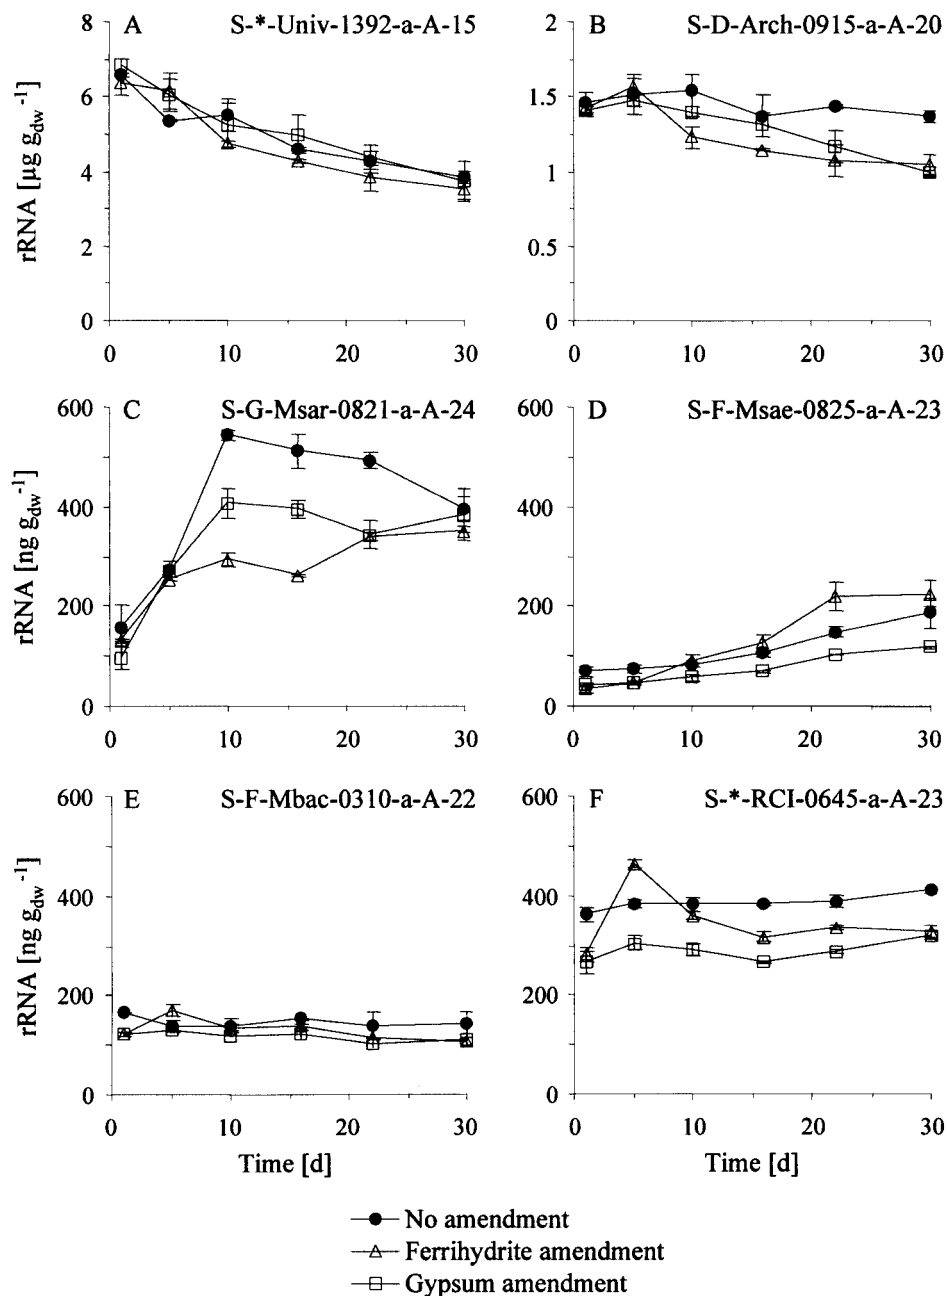 A S-*-Univ-1392-a-A-15
8
6
4
2
0
rRNA [µg g_dw^-1]
0 10 20 30
B S-D-Arch-0915-a-A-20
2
1.5
1
0.5
0
0 10 20 30
C S-G-Msar-0821-a-A-24
600
400
200
0
rRNA [ng g_dw^-1]
0 10 20 30
D S-F-Msae-0825-a-A-23
600
400
200
0
0 10 20 30
E S-F-Mbac-0310-a-A-22
600
400
200
0
rRNA [ng g_dw^-1]
0 10 20 30
Time [d]
F S-*-RCI-0645-a-A-23
600
400
200
0
0 10 20 30
Time [d]
No amendment
Ferrihydrite amendment
Gypsum amendment